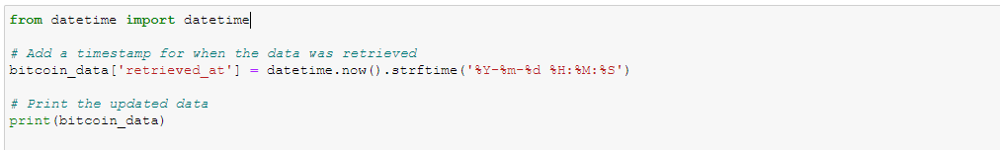 from datetime import datetime
# Add a timestamp for when the data was retrieved
bitcoin_data['retrieved_at'] = datetime.now().strftime('%Y-%m-%d %H:%M:%S')
# Print the updated data
print(bitcoin_data)